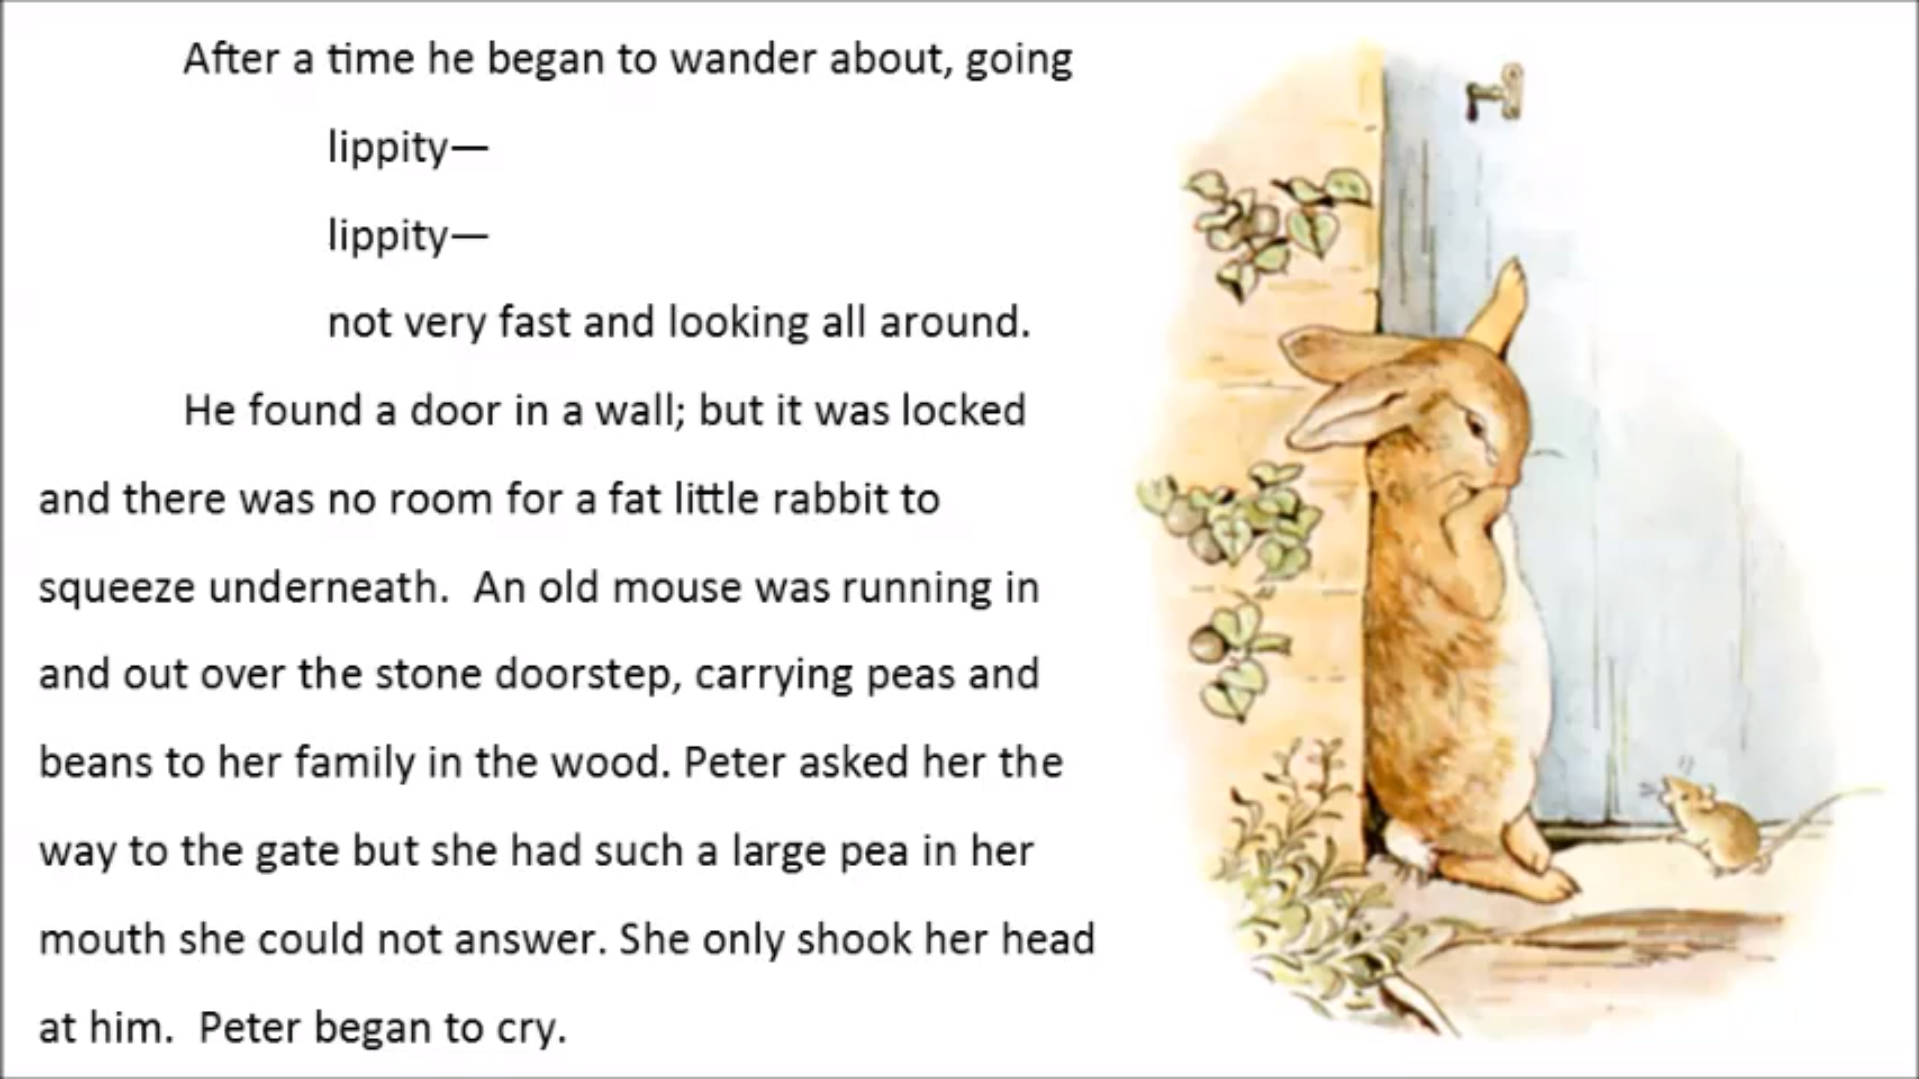 After a time he began to wander about, going
lippity—
lippity—
not very fast and looking all around.
He found a door in a wall; but it was locked
and there was no room for a fat little rabbit to
squeeze underneath.  An old mouse was running in
and out over the stone doorstep, carrying peas and
beans to her family in the wood. Peter asked her the
way to the gate but she had such a large pea in her
mouth she could not answer. She only shook her head
at him.  Peter began to cry.